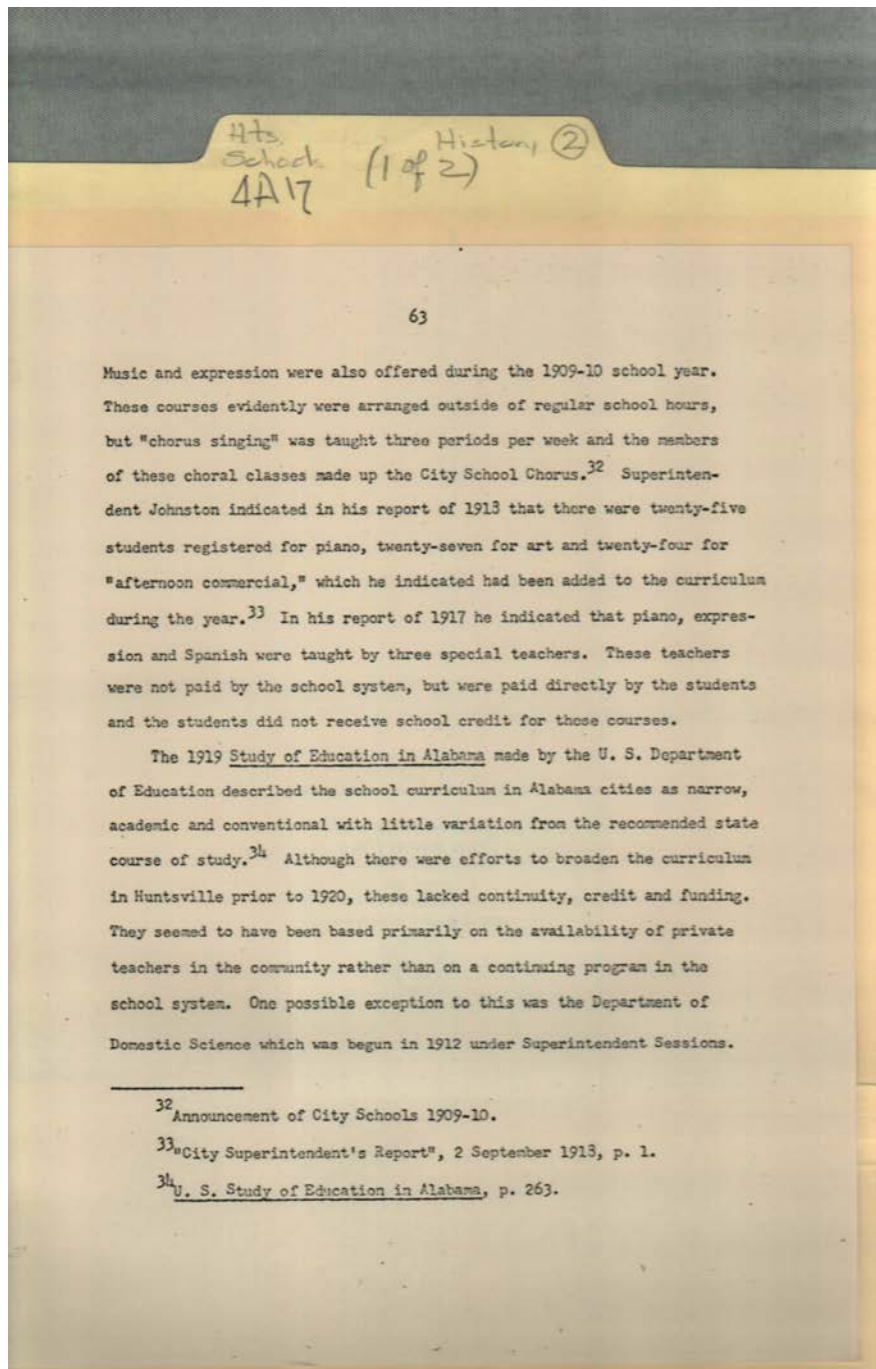 Hts. History ②
School
4A17 (1 of 2)
63
Music and expression were also offered during the 1909-10 school year.
These courses evidently were arranged outside of regular school hours,
but "chorus singing" was taught three periods per week and the members
of these choral classes made up the City School Chorus.32 Superinten-
dent Johnston indicated in his report of 1913 that there were twenty-five
students registered for piano, twenty-seven for art and twenty-four for
"afternoon commercial," which he indicated had been added to the curriculum
during the year.33 In his report of 1917 he indicated that piano, expres-
sion and Spanish were taught by three special teachers. These teachers
were not paid by the school system, but were paid directly by the students
and the students did not receive school credit for these courses.
The 1919 Study of Education in Alabama made by the U. S. Department
of Education described the school curriculum in Alabama cities as narrow,
academic and conventional with little variation from the recommended state
course of study.34 Although there were efforts to broaden the curriculum
in Huntsville prior to 1920, these lacked continuity, credit and funding.
They seemed to have been based primarily on the availability of private
teachers in the community rather than on a continuing program in the
school system. One possible exception to this was the Department of
Domestic Science which was begun in 1912 under Superintendent Sessions.
32Announcement of City Schools 1909-10.
33"City Superintendent's Report", 2 September 1913, p. 1.
34U. S. Study of Education in Alabama, p. 263.